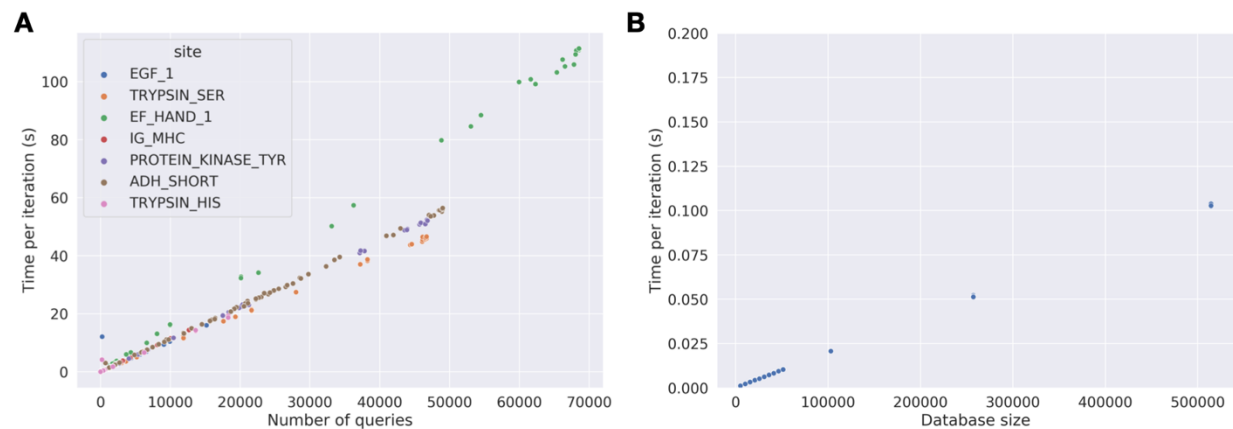 A
site
EGF_1
TRYPSIN_SER
EF_HAND_1
IG_MHC
PROTEIN_KINASE_TYR
ADH_SHORT
TRYPSIN_HIS
Time per iteration (s)
100
80
60
40
20
0
0 10000 20000 30000 40000 50000 60000 70000
Number of queries
B
Time per iteration (s)
0.200
0.175
0.150
0.125
0.100
0.075
0.050
0.025
0.000
0 100000 200000 300000 400000 500000
Database size